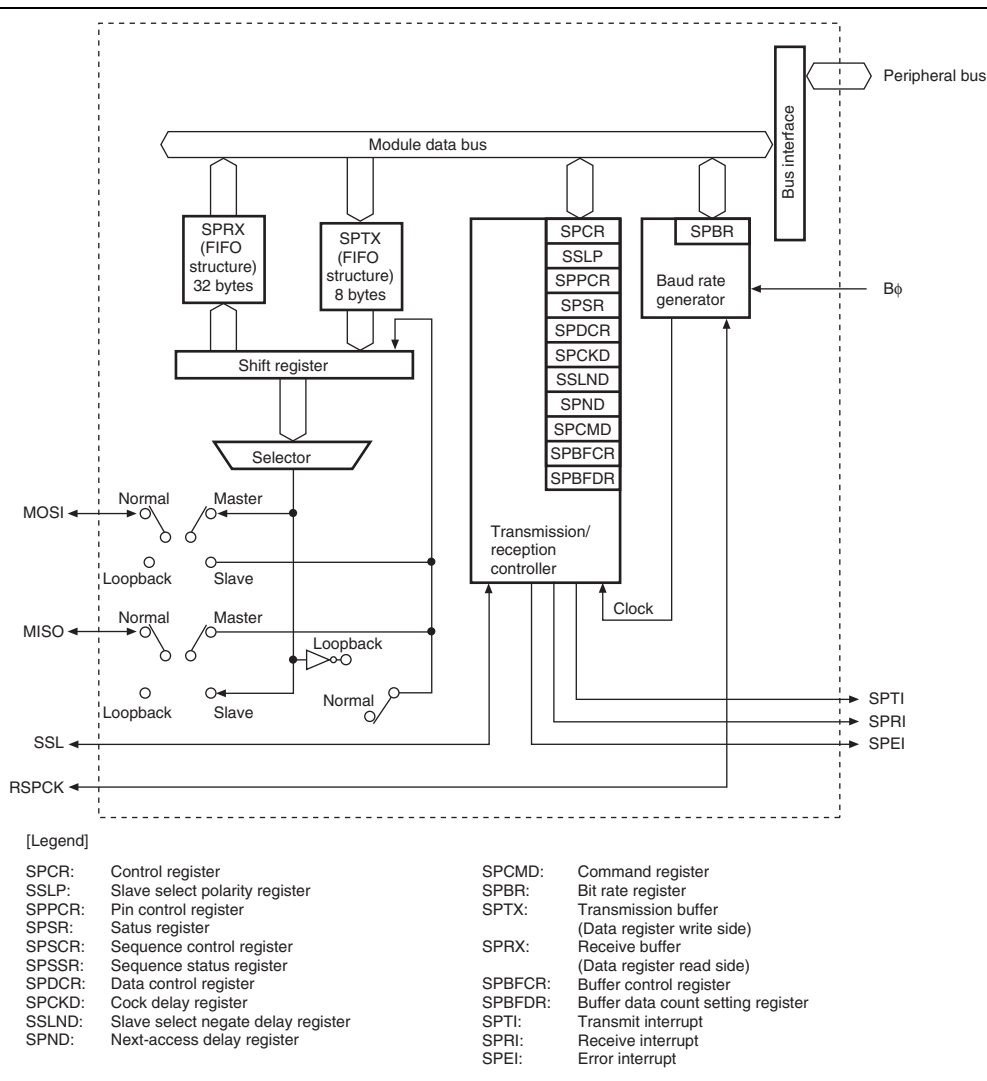 Peripheral bus
Bus interface
Module data bus
SPRX
(FIFO
structure)
32 bytes
SPTX
(FIFO
structure)
8 bytes
SPCR
SSLP
SPPCR
SPSR
SPDCR
SPCKD
SSLND
SPND
SPCMD
SPBFCR
SPBFDR
Transmission/
reception
controller
SPBR
Baud rate
generator
Bϕ
Shift register
Selector
MOSI
Normal
Master
Loopback
Slave
MISO
Normal
Master
Loopback
Loopback
Slave
Normal
Clock
SSL
RSPCK
SPTI
SPRI
SPEI
[Legend]
SPCR: Control register
SSLP: Slave select polarity register
SPPCR: Pin control register
SPSR: Satus register
SPSCR: Sequence control register
SPSSR: Sequence status register
SPDCR: Data control register
SPCKD: Cock delay register
SSLND: Slave select negate delay register
SPND: Next-access delay register
SPCMD: Command register
SPBR: Bit rate register
SPTX: Transmission buffer
(Data register write side)
SPRX: Receive buffer
(Data register read side)
SPBFCR: Buffer control register
SPBFDR: Buffer data count setting register
SPTI: Transmit interrupt
SPRI: Receive interrupt
SPEI: Error interrupt